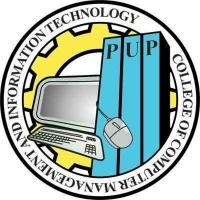 COLLEGE OF COMPUTER MANAGEMENT AND INFORMATION TECHNOLOGY
PUP